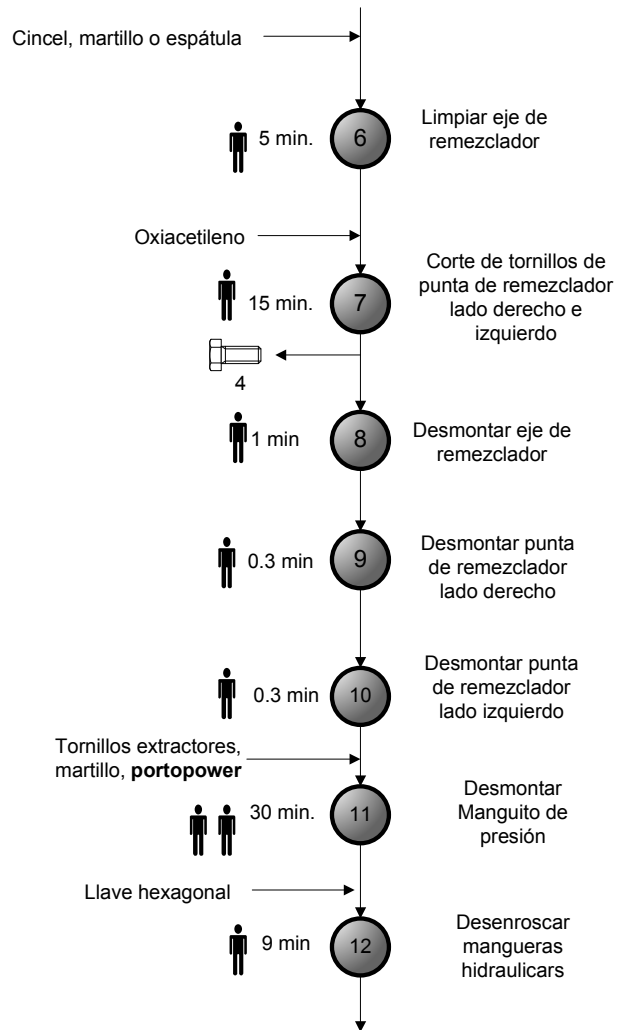 Cincel, martillo o espátula
5 min.
6
Limpiar eje de
remezclador
Oxiacetileno
15 min.
7
Corte de tornillos de
punta de remezclador
lado derecho e
izquierdo
4
1 min
8
Desmontar eje de
remezclador
0.3 min
9
Desmontar punta
de remezclador
lado derecho
0.3 min
10
Desmontar punta
de remezclador
lado izquierdo
Tornillos extractores,
martillo, portopower
30 min.
11
Desmontar
Manguito de
presión
Llave hexagonal
9 min
12
Desenroscar
mangueras
hidraulicars